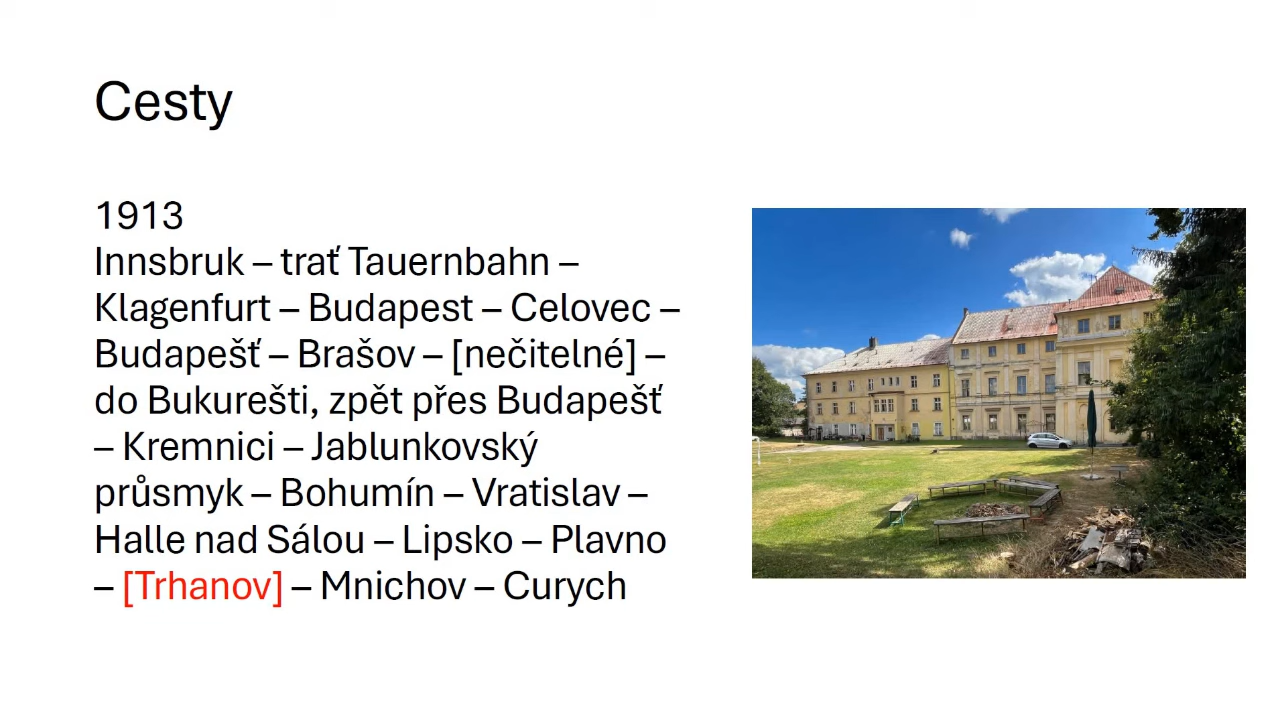 Cesty
1913
Innsbruk – trať Tauernbahn –
Klagenfurt – Budapest – Celovec –
Budapešť – Brašov – [nečitelné] –
do Bukurešti, zpět přes Budapešť
– Kremnici – Jablunkovský
průsmyk – Bohumín – Vratislav –
Halle nad Sálou – Lipsko – Plavno
– [Trhanov] – Mnichov – Curych